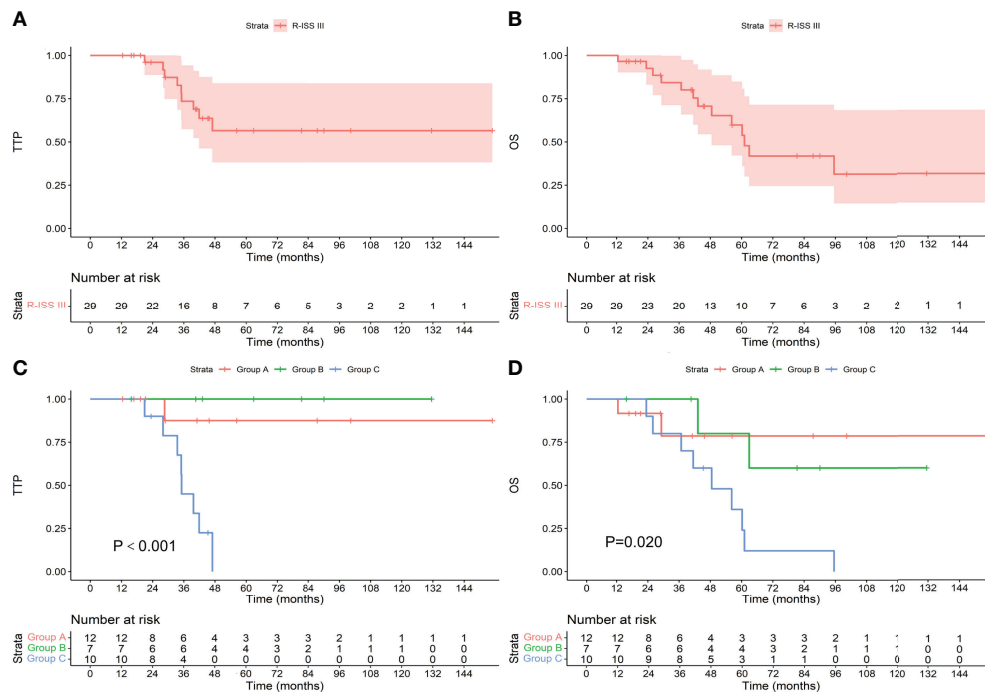 A
Strata R-ISS III
1.00
0.75
0.50
0.25
0.00
TTP
0 12 24 36 48 60 72 84 96 108 120 132 144
Time (months)
Number at risk
Strata
R-ISS III 29 29 22 16 8 7 6 5 3 2 2 1 1
0 12 24 36 48 60 72 84 96 108 120 132 144
Time (months)
B
Strata R-ISS III
1.00
0.75
0.50
0.25
0.00
OS
0 12 24 36 48 60 72 84 96 108 120 132 144
Time (months)
Number at risk
Strata
R-ISS III 29 29 23 20 13 10 7 6 3 2 2 1 1
0 12 24 36 48 60 72 84 96 108 120 132 144
Time (months)
C
Strata Group A Group B Group C
1.00
0.75
0.50
0.25
0.00
TTP
P < 0.001
0 12 24 36 48 60 72 84 96 108 120 132 144
Time (months)
Number at risk
Strata
Group A 12 12 8 6 4 3 3 3 2 1 1 1 1
Group B 7 7 6 6 4 4 3 2 1 1 1 0 0
Group C 10 10 8 4 0 0 0 0 0 0 0 0 0
0 12 24 36 48 60 72 84 96 108 120 132 144
Time (months)
D
Strata Group A Group B Group C
1.00
0.75
0.50
0.25
0.00
OS
P=0.020
0 12 24 36 48 60 72 84 96 108 120 132 144
Time (months)
Number at risk
Strata
Group A 12 12 8 6 4 3 3 3 2 1 1 1 1
Group B 7 7 6 6 4 4 3 2 1 1 1 0 0
Group C 10 10 9 8 5 3 1 1 0 0 0 0 0
0 12 24 36 48 60 72 84 96 108 120 132 144
Time (months)